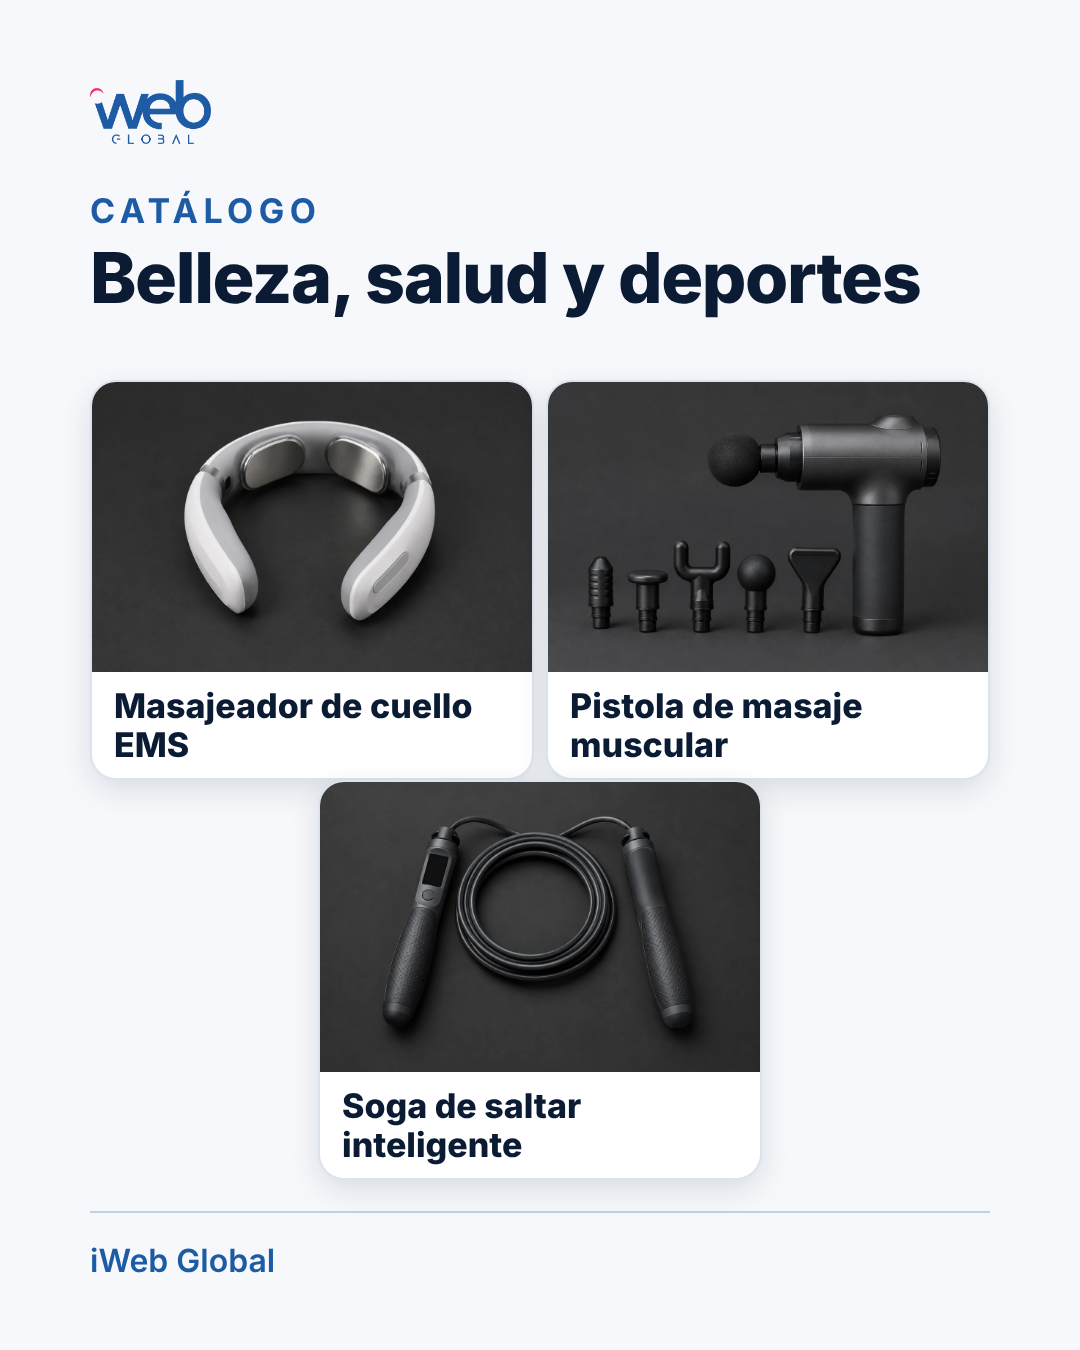 iweb
GLOBAL
CATÁLOGO
Belleza, salud y deportes
Masajeador de cuello
EMS
Pistola de masaje
muscular
Soga de saltar
inteligente
iWeb Global